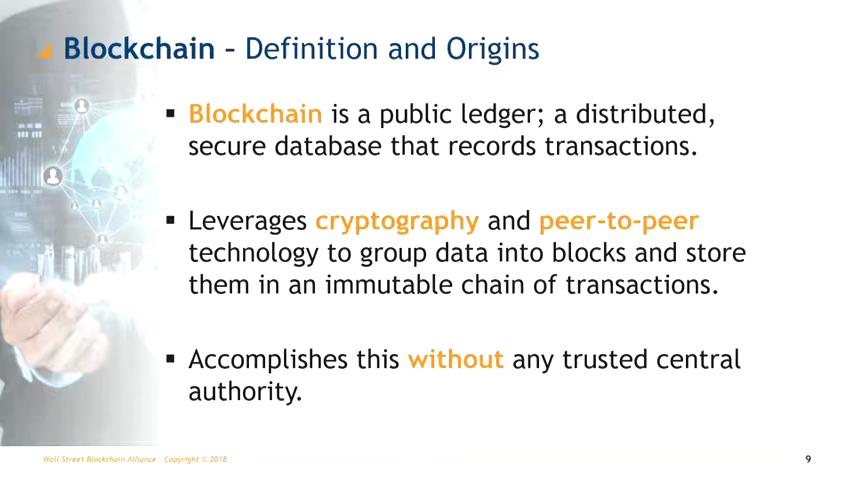 Blockchain – Definition and Origins
▪ Blockchain is a public ledger; a distributed,
secure database that records transactions.
▪ Leverages cryptography and peer-to-peer
technology to group data into blocks and store
them in an immutable chain of transactions.
▪ Accomplishes this without any trusted central
authority.
Wall Street Blockchain Alliance Copyright © 2018
9